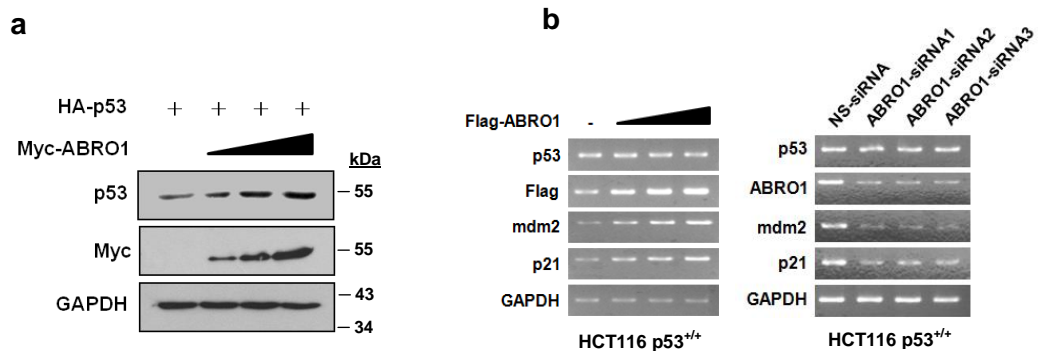 a
HA-p53 + + + +
Myc-ABRO1
kDa
p53
55
Myc
55
GAPDH
43
34
b
Flag-ABRO1 -
p53
Flag
mdm2
p21
GAPDH
HCT116 p53+/+
NS-siRNA
ABRO1-siRNA1
ABRO1-siRNA2
ABRO1-siRNA3
p53
ABRO1
mdm2
p21
GAPDH
HCT116 p53+/+